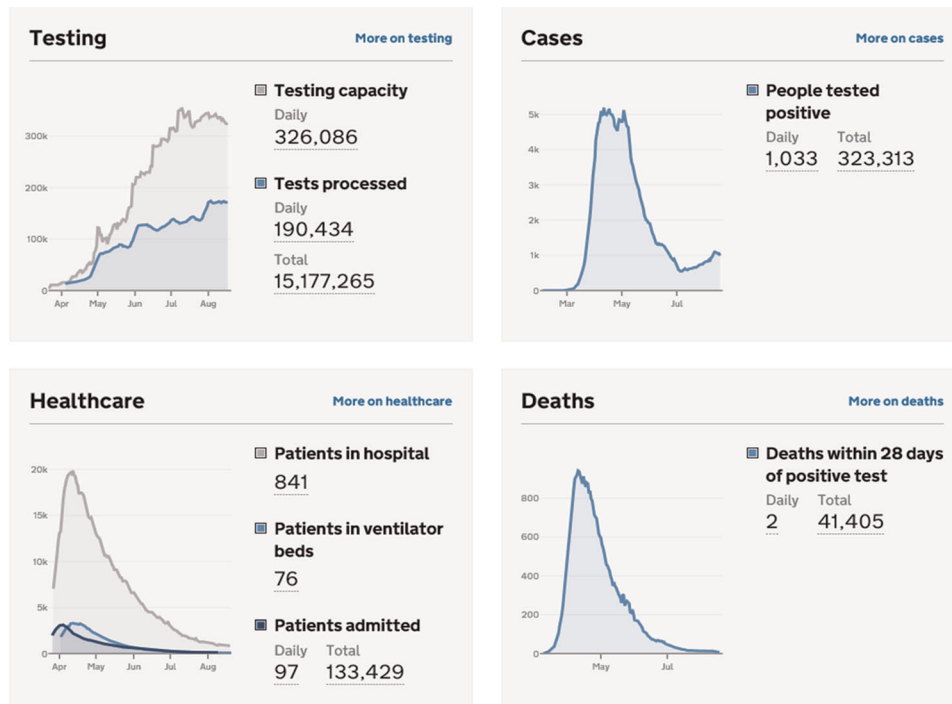 Testing
More on testing
Testing capacity
Daily
326,086
Tests processed
Daily
190,434
Total
15,177,265
300k
200k
100k
0
Apr May Jun Jul Aug
Cases
More on cases
People tested
positive
Daily Total
1,033 323,313
5k
4k
3k
2k
1k
0
Mar May Jul
Healthcare
More on healthcare
Patients in hospital
841
Patients in ventilator
beds
76
Patients admitted
Daily Total
97 133,429
20k
15k
10k
5k
0
Apr May Jun Jul Aug
Deaths
More on deaths
Deaths within 28 days
of positive test
Daily Total
2 41,405
800
600
400
200
0
May Jul